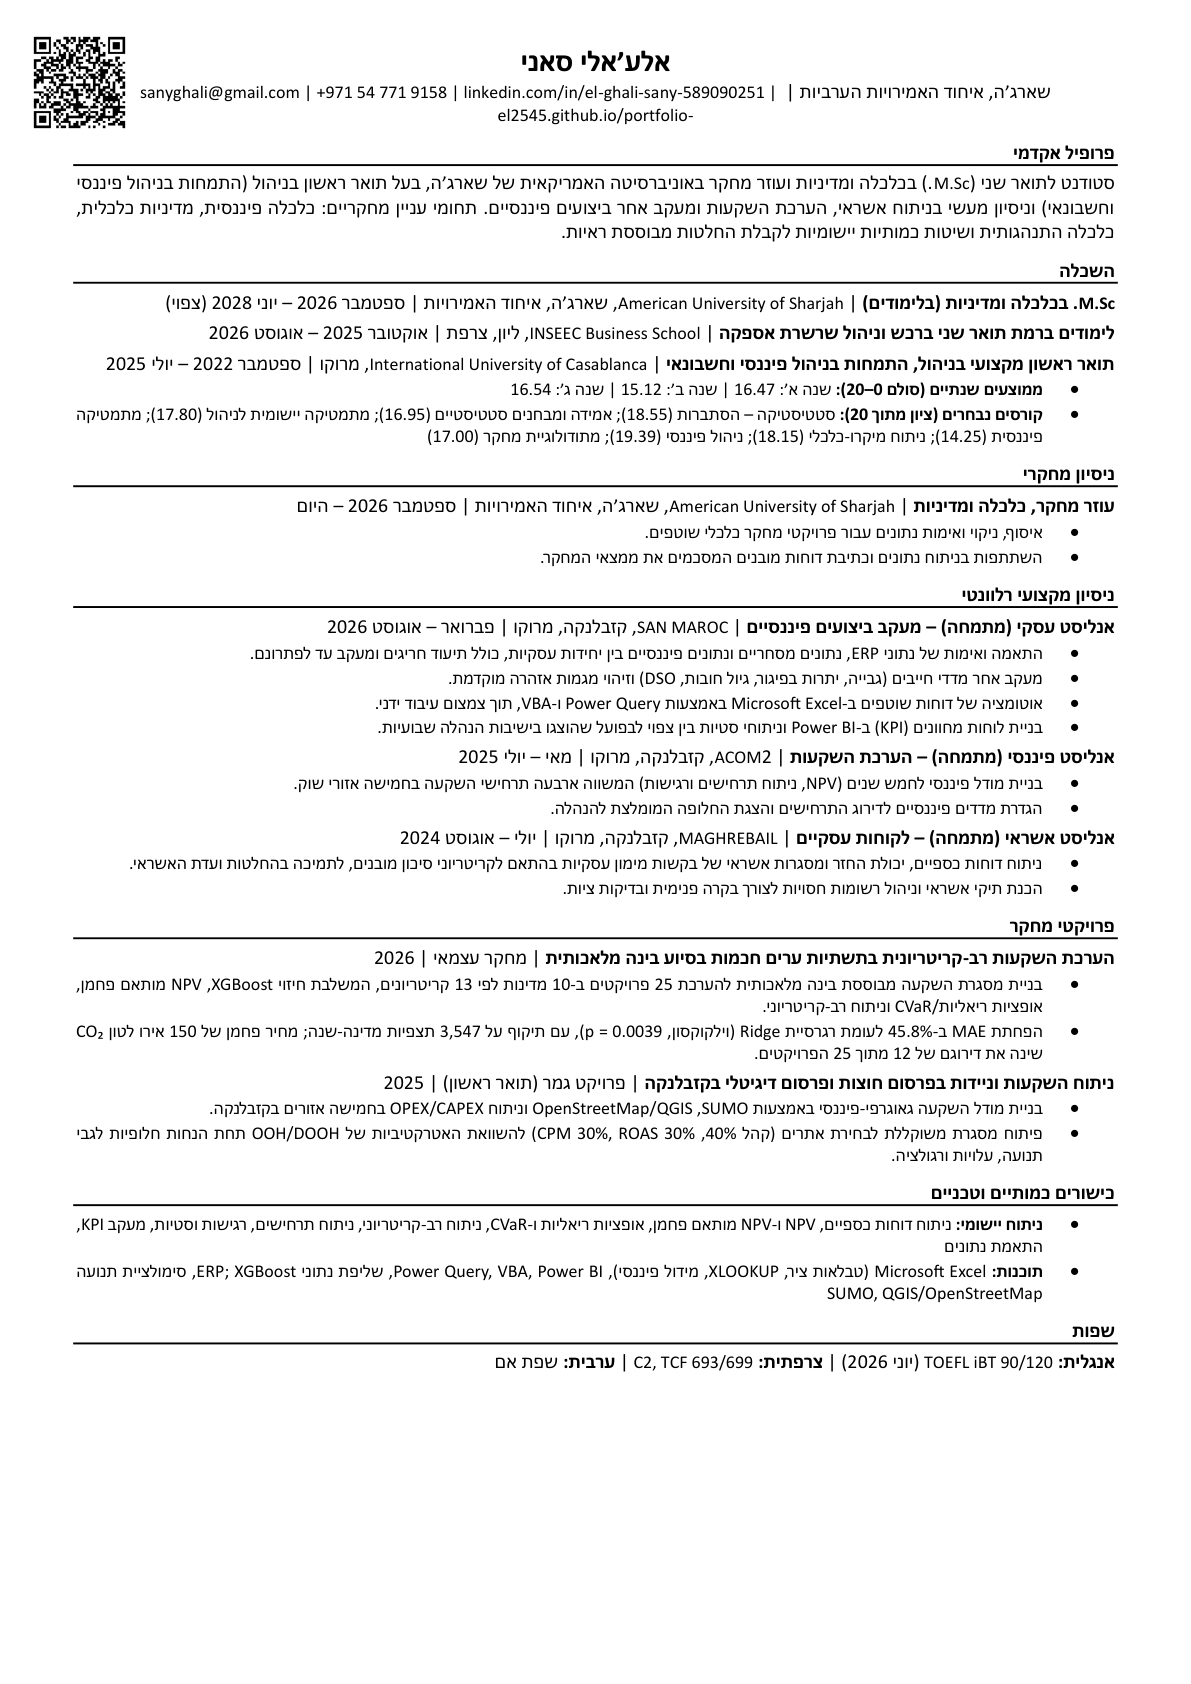 אלע’אלי סאני
שארג’ה, איחוד האמירויות הערביות | sanyghali@gmail.com | +971 54 771 9158 | linkedin.com/in/el-ghali-sany-589090251 |
el2545.github.io/portfolio-
פרופיל אקדמי
סטודנט לתואר שני (M.Sc.) בכלכלה ומדיניות ועוזר מחקר באוניברסיטה האמריקאית של שארג’ה, בעל תואר ראשון בניהול (התמחות בניהול פיננסי
וחשבונאי) וניסיון מעשי בניתוח אשראי, הערכת השקעות ומעקב אחר ביצועים פיננסיים. תחומי עניין מחקריים: כלכלה פיננסית, מדיניות כלכלית,
כלכלה התנהגותית ושיטות כמותיות יישומיות לקבלת החלטות מבוססת ראיות.
השכלה
M.Sc. בכלכלה ומדיניות (בלימודים) | American University of Sharjah, שארג’ה, איחוד האמירויות | ספטמבר 2026 – יוני 2028 (צפוי)
לימודים ברמת תואר שני ברכש וניהול שרשרת אספקה | INSEEC Business School, ליון, צרפת | אוקטובר 2025 – אוגוסט 2026
תואר ראשון מקצועי בניהול, התמחות בניהול פיננסי וחשבונאי | International University of Casablanca, מרוקו | ספטמבר 2022 – יולי 2025
• ממוצעים שנתיים (סולם 0–20): שנה א’: 16.47 | שנה ב’: 15.12 | שנה ג’: 16.54
• קורסים נבחרים (ציון מתוך 20): סטטיסטיקה – הסתברות (18.55); אמידה ומבחנים סטטיסטיים (16.95); מתמטיקה יישומית לניהול (17.80); מתמטיקה
פיננסית (14.25); ניתוח מיקרו-כלכלי (18.15); ניהול פיננסי (19.39); מתודולוגיית מחקר (17.00)
ניסיון מחקרי
עוזר מחקר, כלכלה ומדיניות | American University of Sharjah, שארג’ה, איחוד האמירויות | ספטמבר 2026 – היום
• איסוף, ניקוי ואימות נתונים עבור פרויקטי מחקר כלכלי שוטפים.
• השתתפות בניתוח נתונים וכתיבת דוחות מובנים המסכמים את ממצאי המחקר.
ניסיון מקצועי רלוונטי
אנליסט עסקי (מתמחה) – מעקב ביצועים פיננסיים | SAN MAROC, קזבלנקה, מרוקו | פברואר – אוגוסט 2026
• התאמה ואימות של נתוני ERP, נתונים מסחריים ונתונים פיננסיים בין יחידות עסקיות, כולל תיעוד חריגים ומעקב עד לפתרונם.
• מעקב אחר מדדי חייבים (גבייה, יתרות בפיגור, גיול חובות, DSO) וזיהוי מגמות אזהרה מוקדמת.
• אוטומציה של דוחות שוטפים ב-Microsoft Excel באמצעות Power Query ו-VBA, תוך צמצום עיבוד ידני.
• בניית לוחות מחוונים (KPI) ב-Power BI וניתוחי סטיות בין צפוי לבפועל שהוצגו בישיבות הנהלה שבועיות.
אנליסט פיננסי (מתמחה) – הערכת השקעות | ACOM2, קזבלנקה, מרוקו | מאי – יולי 2025
• בניית מודל פיננסי לחמש שנים (NPV, ניתוח תרחישים ורגישות) המשווה ארבעה תרחישי השקעה בחמישה אזורי שוק.
• הגדרת מדדים פיננסיים לדירוג התרחישים והצגת החלופה המומלצת להנהלה.
אנליסט אשראי (מתמחה) – לקוחות עסקיים | MAGHREBAIL, קזבלנקה, מרוקו | יולי – אוגוסט 2024
• ניתוח דוחות כספיים, יכולת החזר ומסגרות אשראי של בקשות מימון עסקיות בהתאם לקריטריוני סיכון מובנים, לתמיכה בהחלטות ועדת האשראי.
• הכנת תיקי אשראי וניהול רשומות חסויות לצורך בקרה פנימית ובדיקות ציות.
פרויקטי מחקר
הערכת השקעות רב-קריטריונית בתשתיות ערים חכמות בסיוע בינה מלאכותית | מחקר עצמאי | 2026
• בניית מסגרת השקעה מבוססת בינה מלאכותית להערכת 25 פרויקטים ב-10 מדינות לפי 13 קריטריונים, המשלבת חיזוי XGBoost, NPV מותאם פחמן,
אופציות ריאליות/CVaR וניתוח רב-קריטריוני.
• הפחתת MAE ב-45.8% לעומת רגרסיית Ridge (וילקוקסון, p = 0.0039), עם תיקוף על 3,547 תצפיות מדינה-שנה; מחיר פחמן של 150 אירו לטון CO₂
שינה את דירוגם של 12 מתוך 25 הפרויקטים.
ניתוח השקעות וניידות בפרסום חוצות ופרסום דיגיטלי בקזבלנקה | פרויקט גמר (תואר ראשון) | 2025
• בניית מודל השקעה גאוגרפי-פיננסי באמצעות SUMO, OpenStreetMap/QGIS וניתוח OPEX/CAPEX בחמישה אזורים בקזבלנקה.
• פיתוח מסגרת משוקללת לבחירת אתרים (קהל 40%, CPM 30%, ROAS 30%) להשוואת האטרקטיביות של OOH/DOOH תחת הנחות חלופיות לגבי
תנועה, עלויות ורגולציה.
כישורים כמותיים וטכניים
• ניתוח יישומי: ניתוח דוחות כספיים, NPV ו-NPV מותאם פחמן, אופציות ריאליות ו-CVaR, ניתוח רב-קריטריוני, ניתוח תרחישים, רגישות וסטיות, מעקב KPI,
התאמת נתונים
• תוכנות: Microsoft Excel (טבלאות ציר, XLOOKUP, מידול פיננסי), Power Query, VBA, Power BI, שליפת נתוני ERP; XGBoost, סימולציית תנועה
SUMO, QGIS/OpenStreetMap
שפות
אנגלית: TOEFL iBT 90/120 (יוני 2026) | צרפתית: C2, TCF 693/699 | ערבית: שפת אם